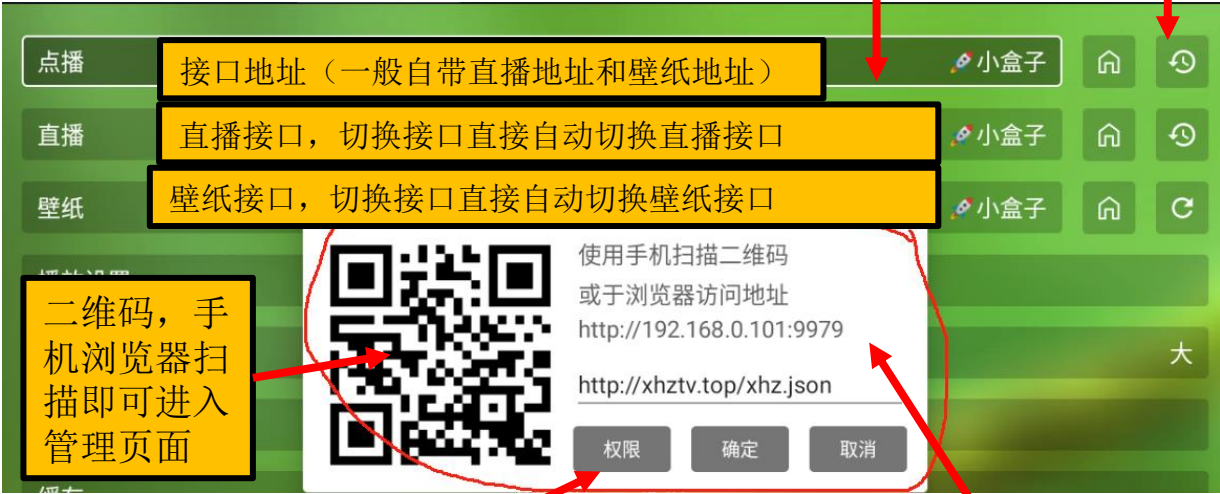 点播
接口地址（一般自带直播地址和壁纸地址）
小盒子
直播
直播接口，切换接口直接自动切换直播接口
小盒子
壁纸
壁纸接口，切换接口直接自动切换壁纸接口
小盒子
二维码，手
机浏览器扫
描即可进入
管理页面
使用手机扫描二维码
或于浏览器访问地址
http://192.168.0.101:9979
http://xhztv.top/xhz.json
权限
确定
取消
大